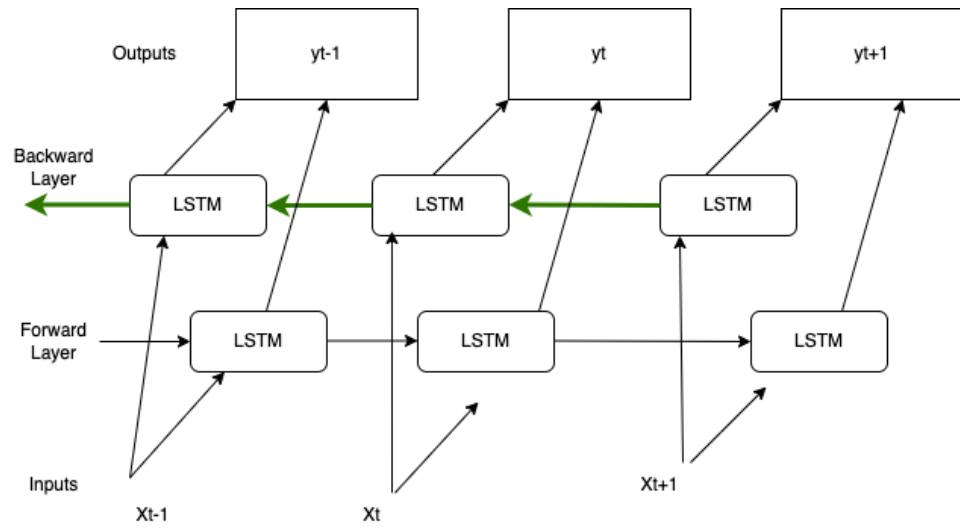 Outputs
yt-1
yt
yt+1
Backward
Layer
LSTM
LSTM
LSTM
Forward
Layer
LSTM
LSTM
LSTM
Inputs
Xt-1
Xt
Xt+1